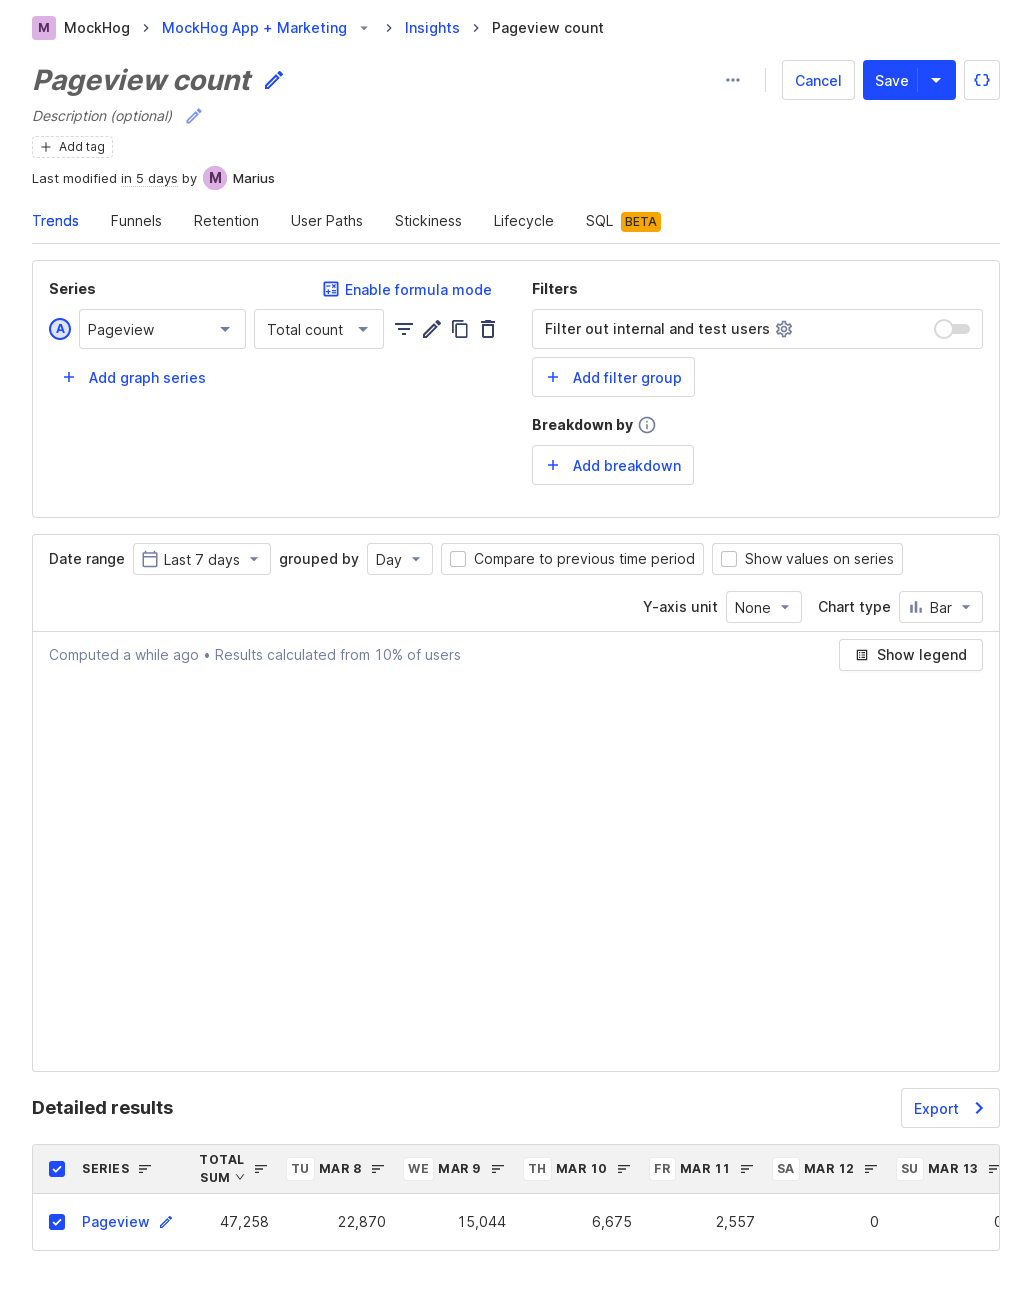 M MockHog > MockHog App + Marketing > Insights > Pageview count
Pageview count
Cancel Save
Description (optional)
+ Add tag
Last modified in 5 days by M Marius
Trends Funnels Retention User Paths Stickiness Lifecycle SQL BETA
Series Enable formula mode
A Pageview Total count
+ Add graph series
Filters
Filter out internal and test users
+ Add filter group
Breakdown by
+ Add breakdown
Date range Last 7 days grouped by Day Compare to previous time period Show values on series
Y-axis unit None Chart type Bar
Computed a while ago • Results calculated from 10% of users Show legend
Detailed results Export
SERIES TOTAL SUM TU MAR 8 WE MAR 9 TH MAR 10 FR MAR 11 SA MAR 12 SU MAR 13
Pageview 47,258 22,870 15,044 6,675 2,557 0 0